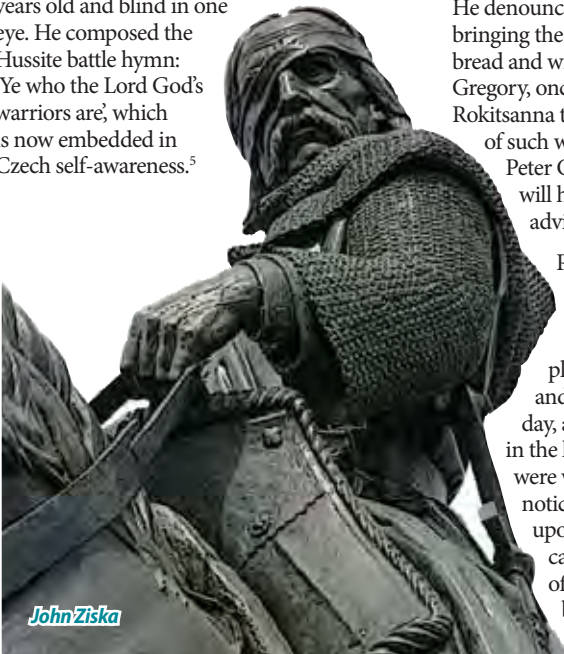 years old and blind in one
eye. He composed the
Hussite battle hymn:
Ye who the Lord God's
warriors are', which
s now embedded in
Czech self-awareness.⁵
John Ziska
He denounc
bringing the
bread and w
Gregory, onc
Rokitsanna t
of such w
Peter
will h
advi
pl
and
day, a
in the
were
notic
upo
ca
of